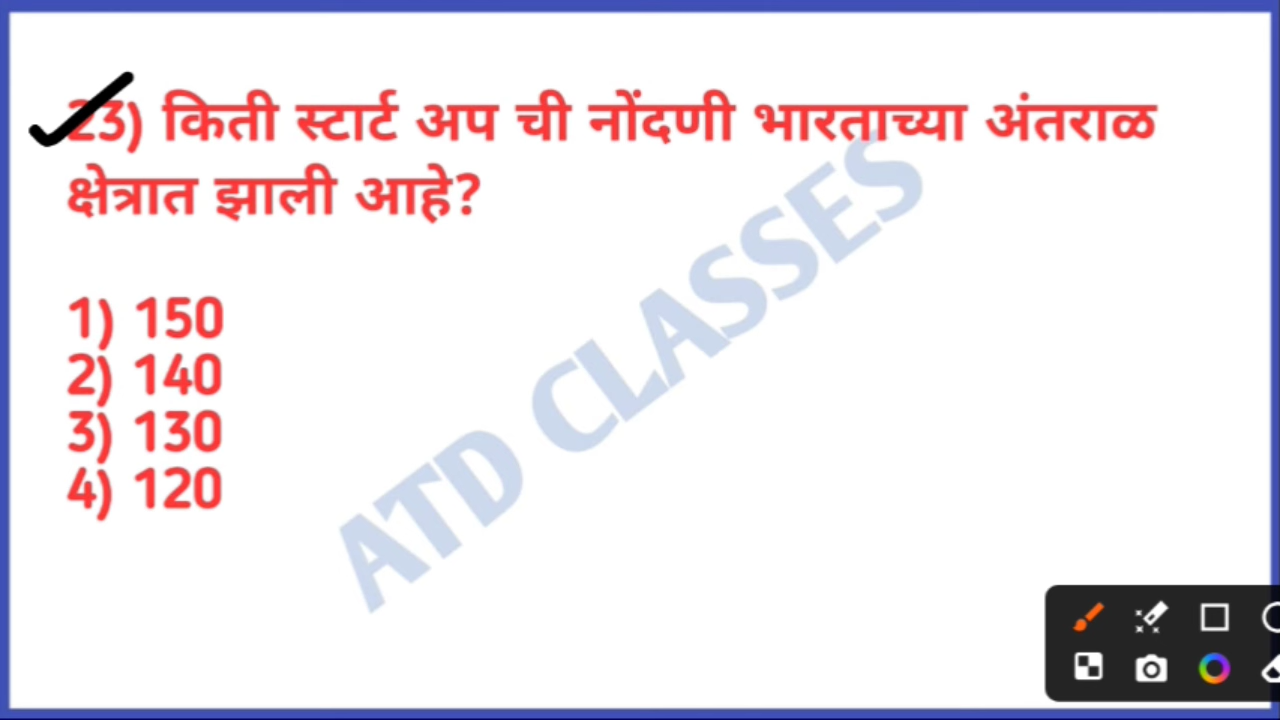 23) किती स्टार्ट अप ची नोंदणी भारताच्या अंतराळ
क्षेत्रात झाली आहे?
1) 150
2) 140
3) 130
4) 120
ATD CLASSES